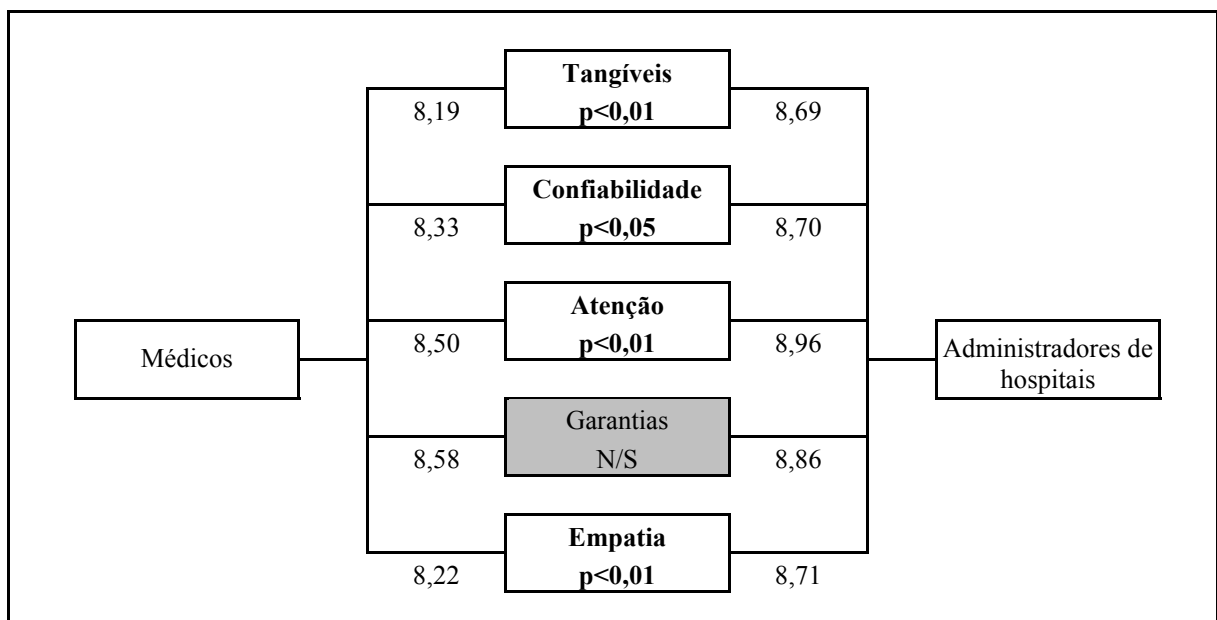 Tangíveis
p<0,01
8,19
8,69
Confiabilidade
p<0,05
8,33
8,70
Atenção
p<0,01
8,50
8,96
Médicos
Administradores de
hospitais
Garantias
N/S
8,58
8,86
Empatia
p<0,01
8,22
8,71